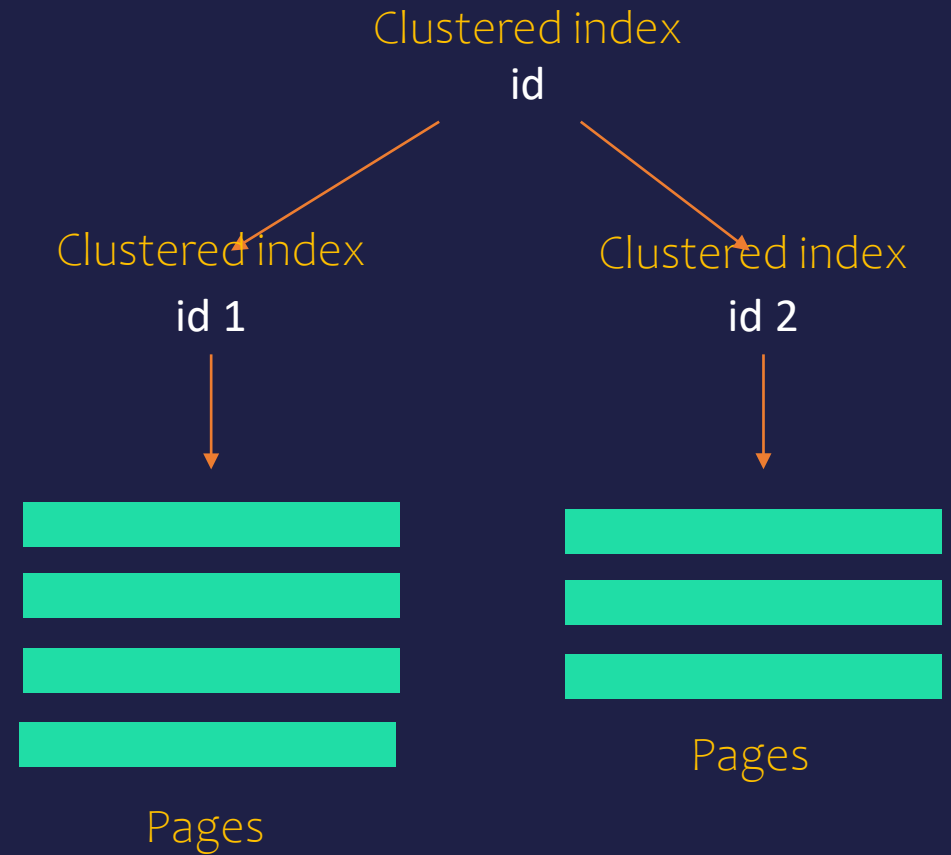 Clustered index
id
Clustered index
id 1
Clustered index
id 2
Pages
Pages